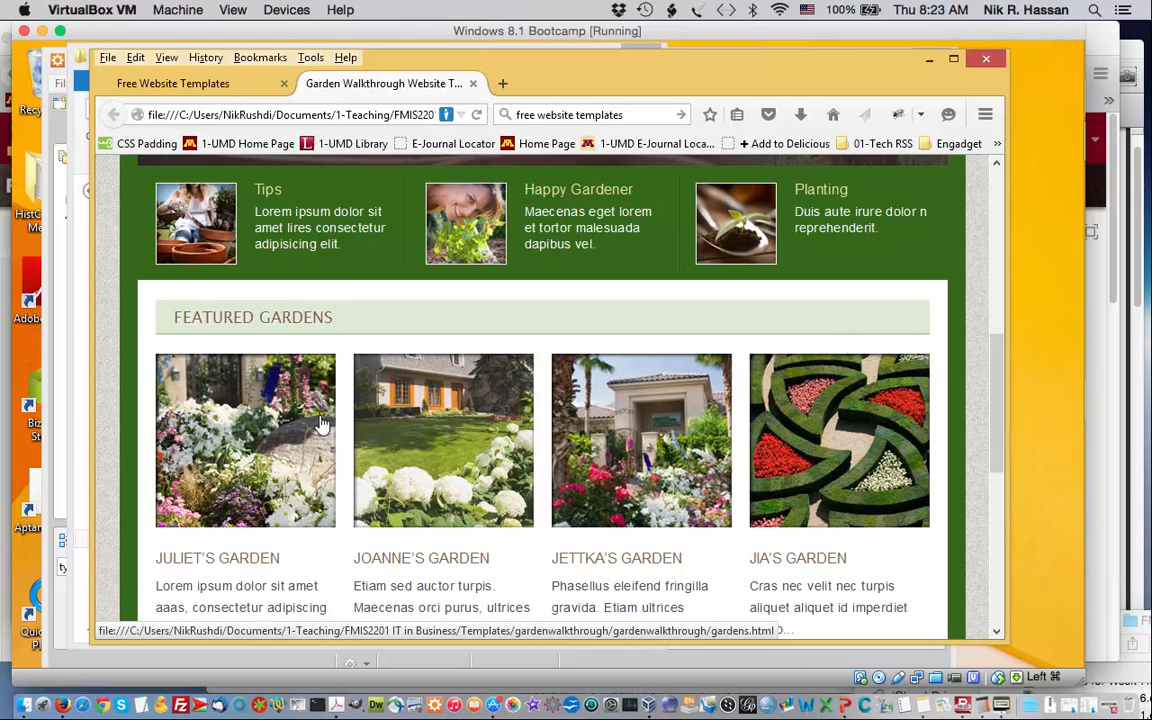 VirtualBox VM Machine View Devices Help 100% Thu 8:23 AM Nik R. Hassan
Windows 8.1 Bootcamp [Running]
File Edit View History Bookmarks Tools Help
Free Website Templates Garden Walkthrough Website T...
file:///C:/Users/NikRushdi/Documents/1-Teaching/FMIS220 free website templates
CSS Padding 1-UMD Home Page 1-UMD Library E-Journal Locator Home Page 1-UMD E-Journal Loca... Add to Delicious 01-Tech RSS Engadget
Tips
Lorem ipsum dolor sit
amet lires consectetur
adipisicing elit.
Happy Gardener
Maecenas eget lorem
et tortor malesuada
dapibus vel.
Planting
Duis aute irure dolor n
reprehenderit.
FEATURED GARDENS
JULIET'S GARDEN
Lorem ipsum dolor sit amet
aaas, consectetur adipiscing
JOANNE'S GARDEN
Etiam sed auctor turpis.
Maecenas orci purus, ultrices
JETTKA'S GARDEN
Phasellus eleifend fringilla
gravida. Etiam ultrices
JIA'S GARDEN
Cras nec velit nec turpis
aliquet aliquet id imperdiet
file:///C:/Users/NikRushdi/Documents/1-Teaching/FMIS2201 IT in Business/Templates/gardenwalkthrough/gardenwalkthrough/gardens.html
Left ⌘